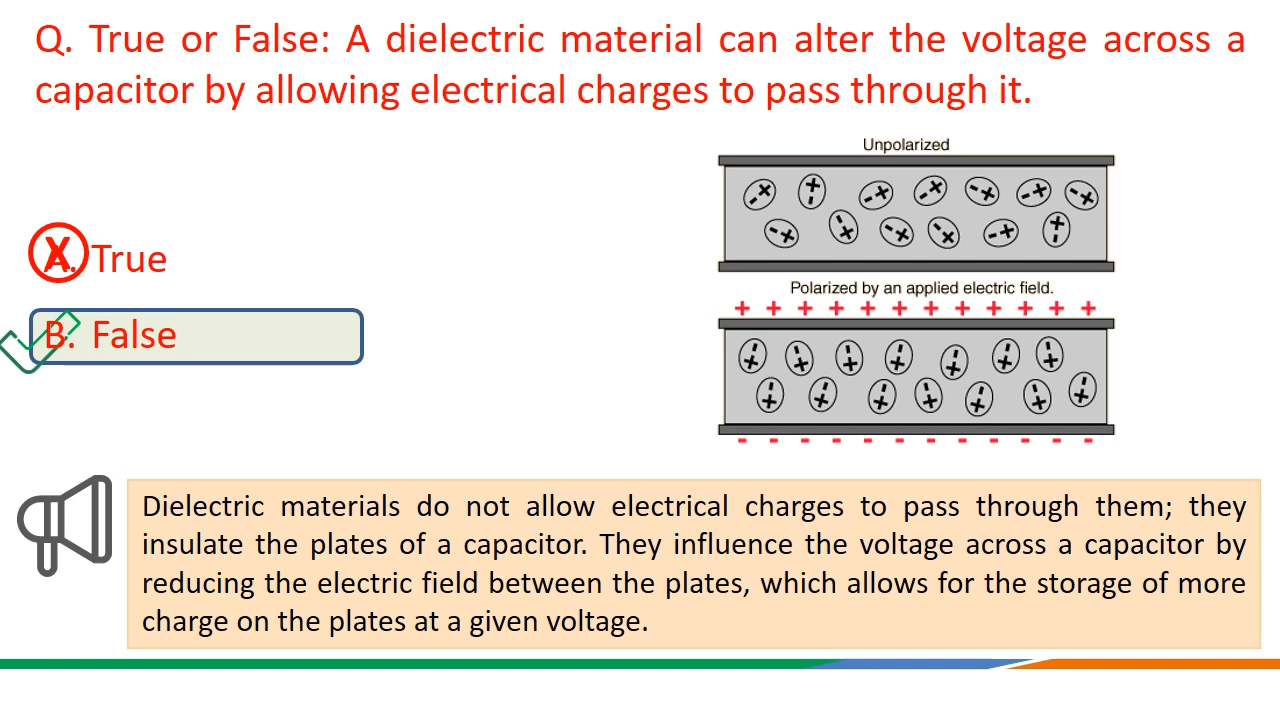 Q. True or False: A dielectric material can alter the voltage across a
capacitor by allowing electrical charges to pass through it.
Unpolarized
A. True
Polarized by an applied electric field.
+ + + + + + + + + + + +
B. False
- - - - - - - - - - - -
Dielectric materials do not allow electrical charges to pass through them; they
insulate the plates of a capacitor. They influence the voltage across a capacitor by
reducing the electric field between the plates, which allows for the storage of more
charge on the plates at a given voltage.